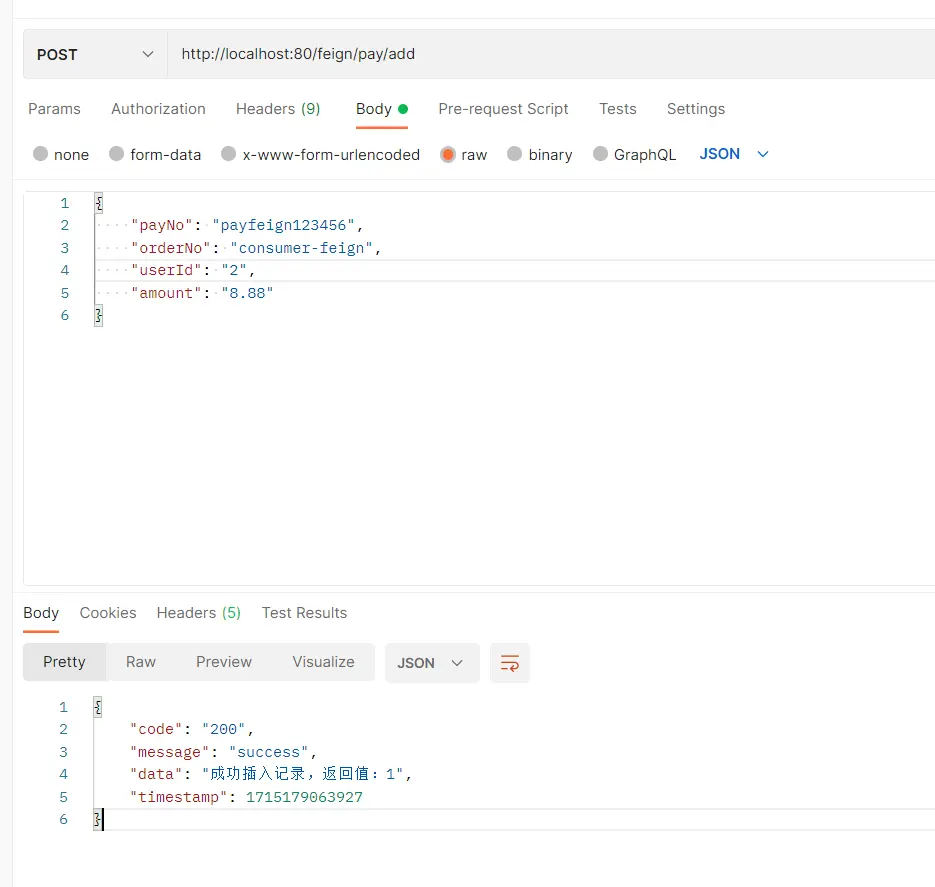 POST http://localhost:80/feign/pay/add
Params Authorization Headers (9) Body Pre-request Script Tests Settings
none form-data x-www-form-urlencoded raw binary GraphQL JSON
1 {
2 "payNo": "payfeign123456",
3 "orderNo": "consumer-feign",
4 "userId": "2",
5 "amount": "8.88"
6 }
Body Cookies Headers (5) Test Results
Pretty Raw Preview Visualize JSON
1 {
2 "code": "200",
3 "message": "success",
4 "data": "成功插入记录，返回值：1",
5 "timestamp": 1715179063927
6 }